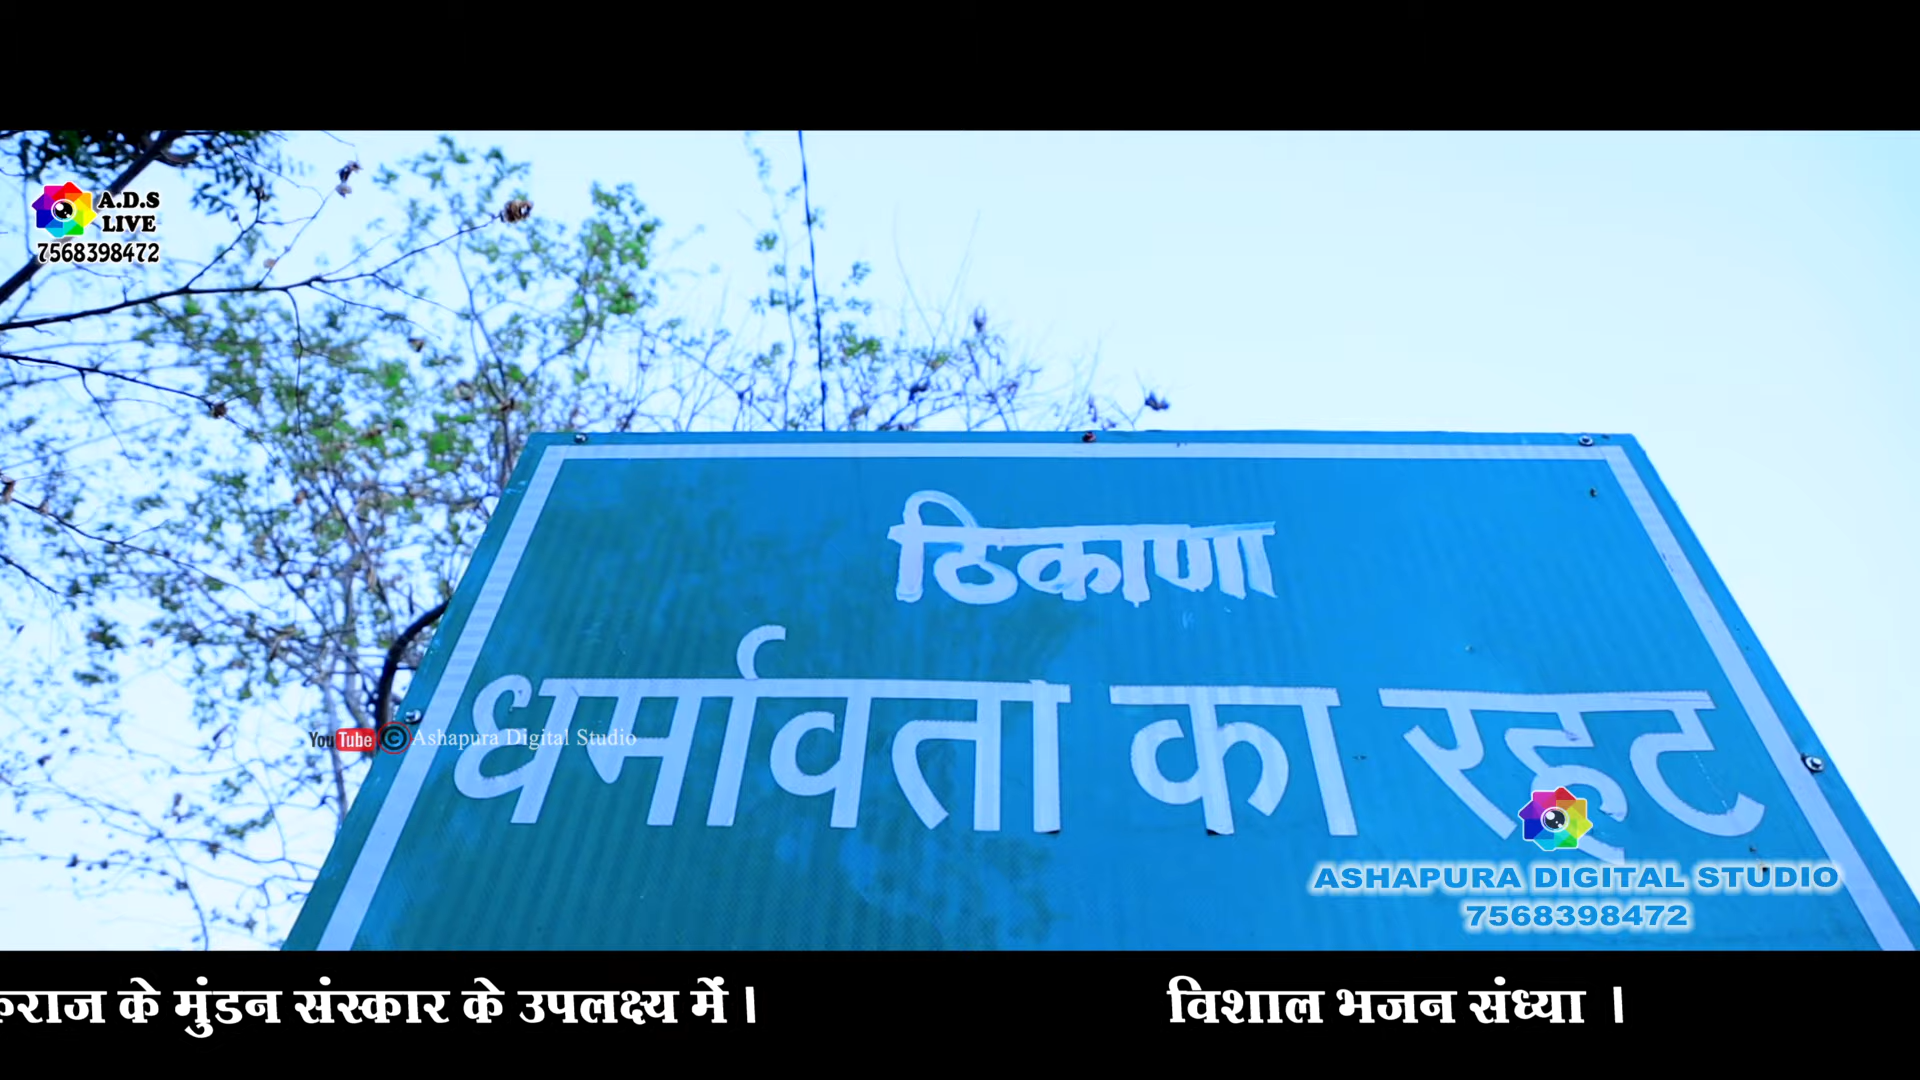 A.D.S
LIVE
7568398472
ठिकाणा
धर्मावता का रहट
YouTube © Ashapura Digital Studio
ASHAPURA DIGITAL STUDIO
7568398472
के मुंडन संस्कार के उपलक्ष्य में। विशाल भजन संध्या ।